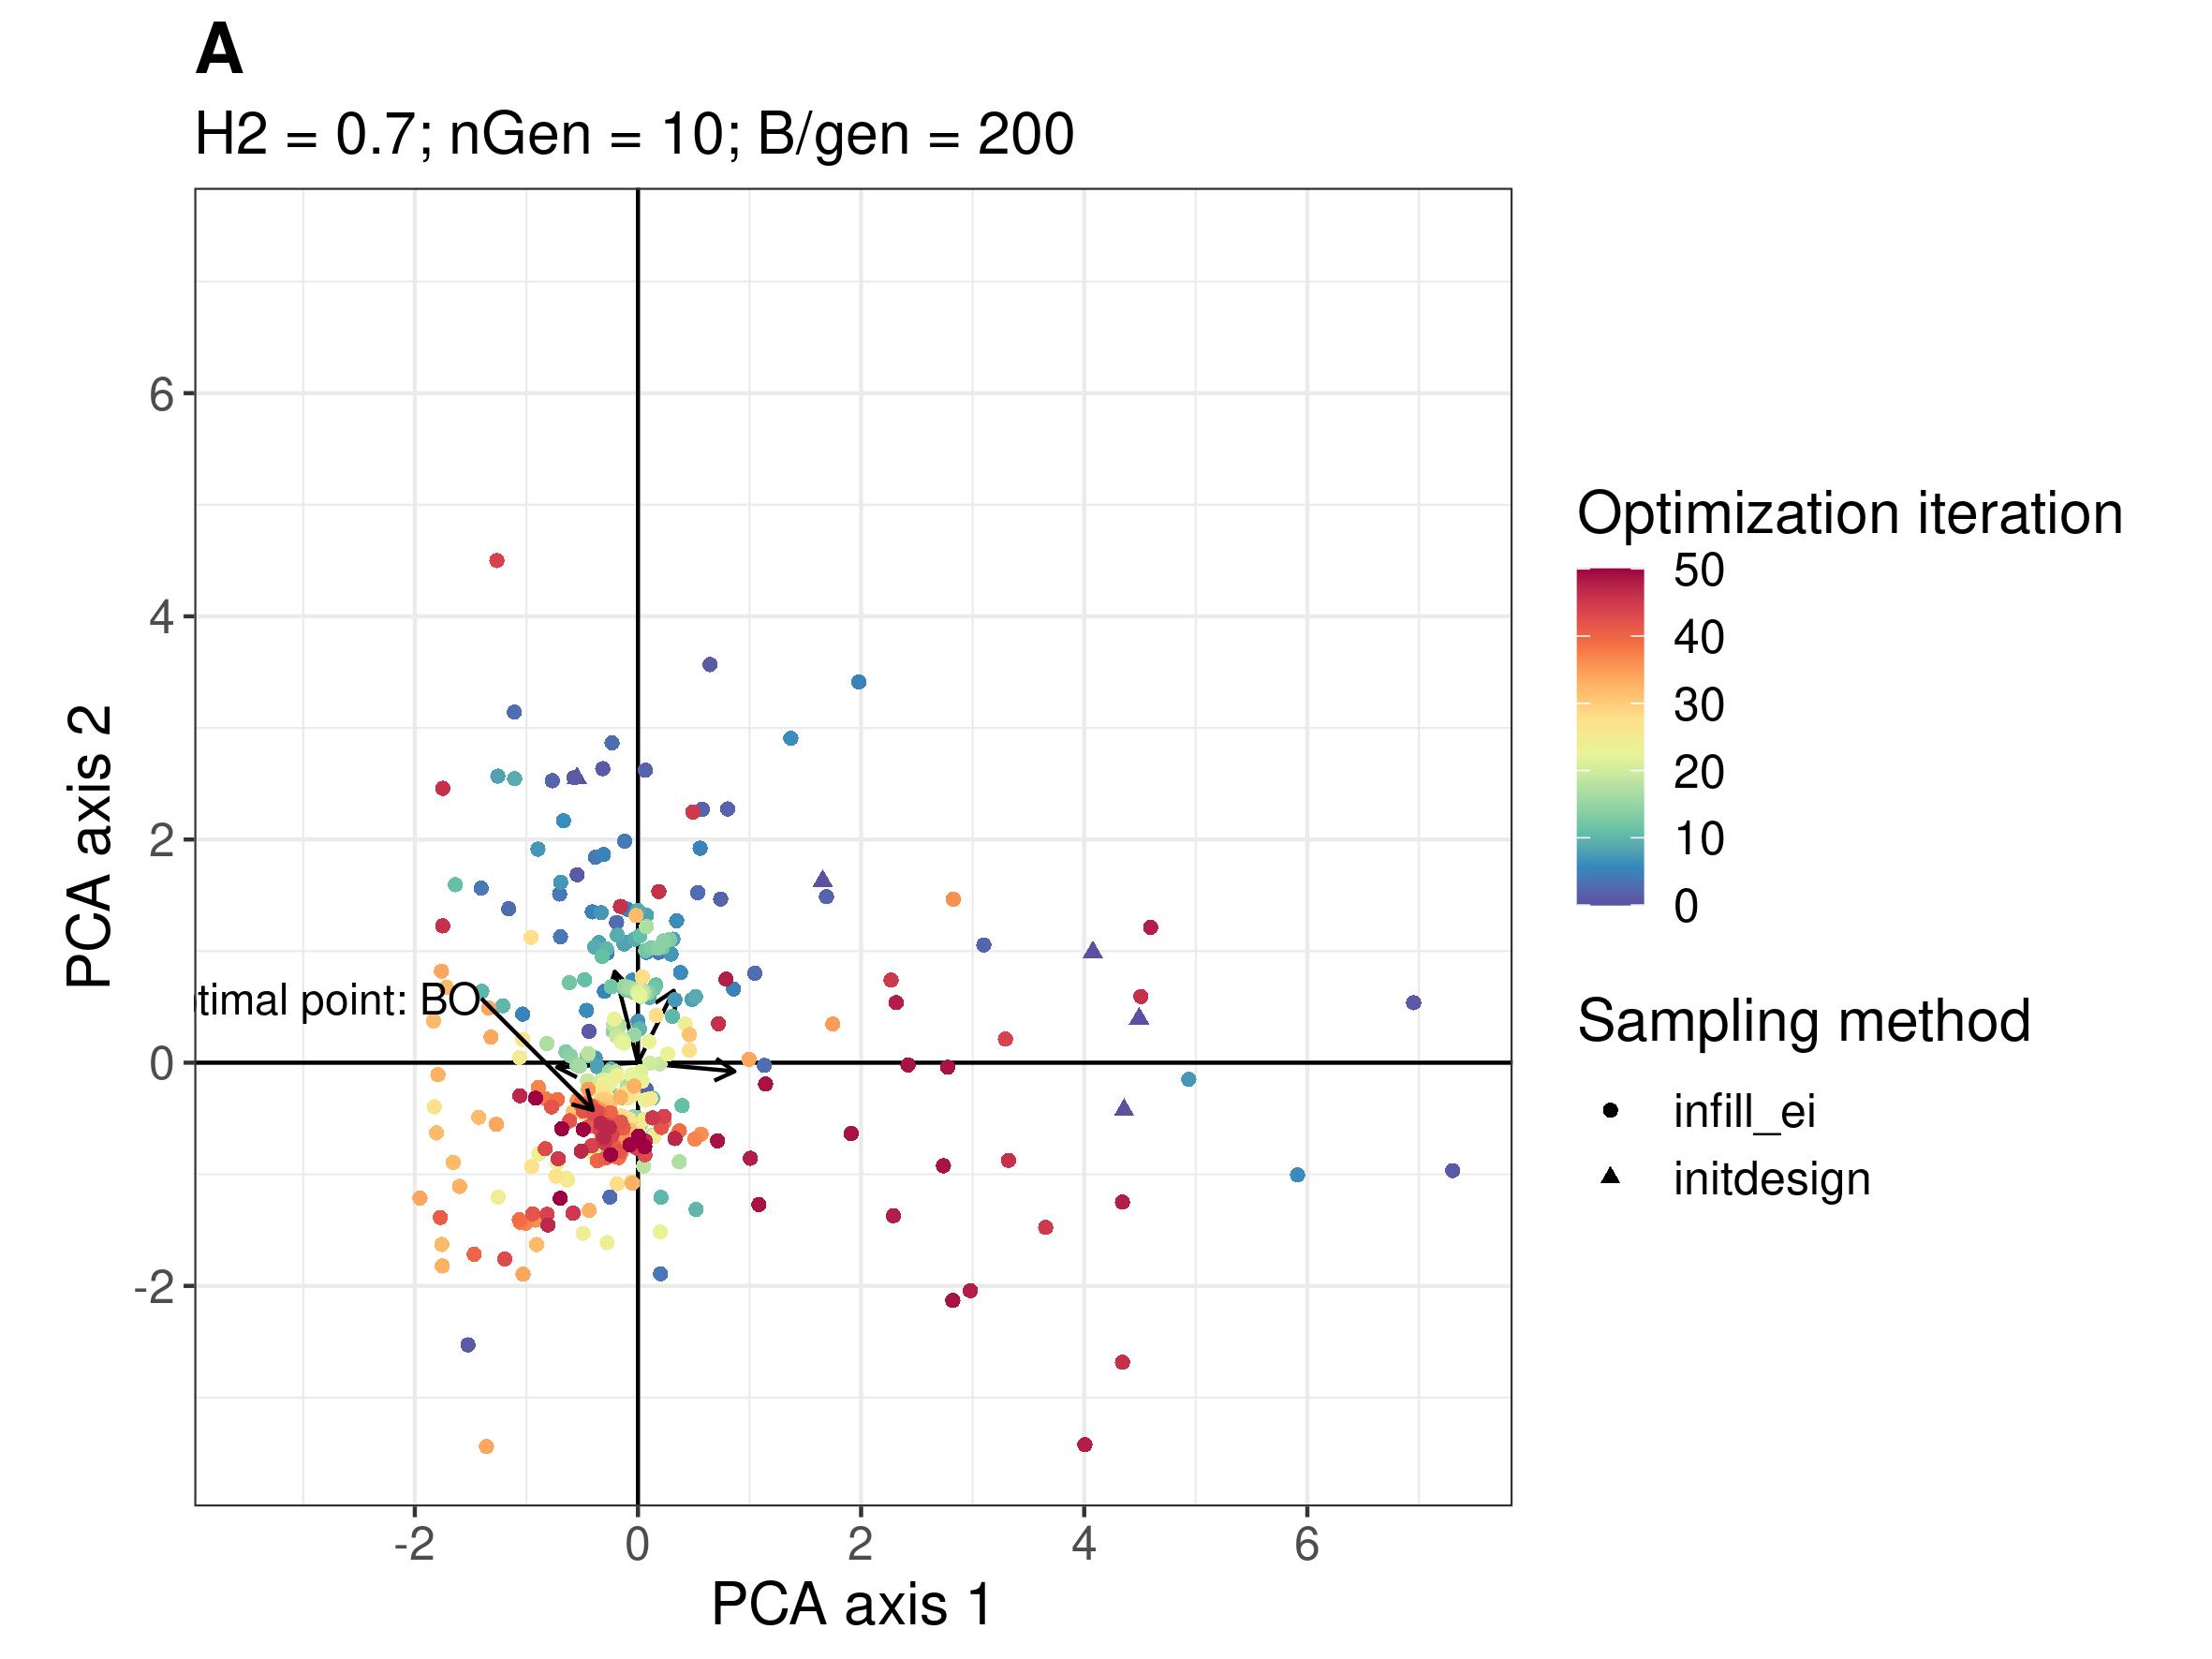 A
H2 = 0.7; nGen = 10; B/gen = 200
PCA axis 2
6
4
2
0
-2
timal point: BO
-2
0
2
4
6
PCA axis 1
Optimization iteration
50
40
30
20
10
0
Sampling method
infill_ei
initdesign